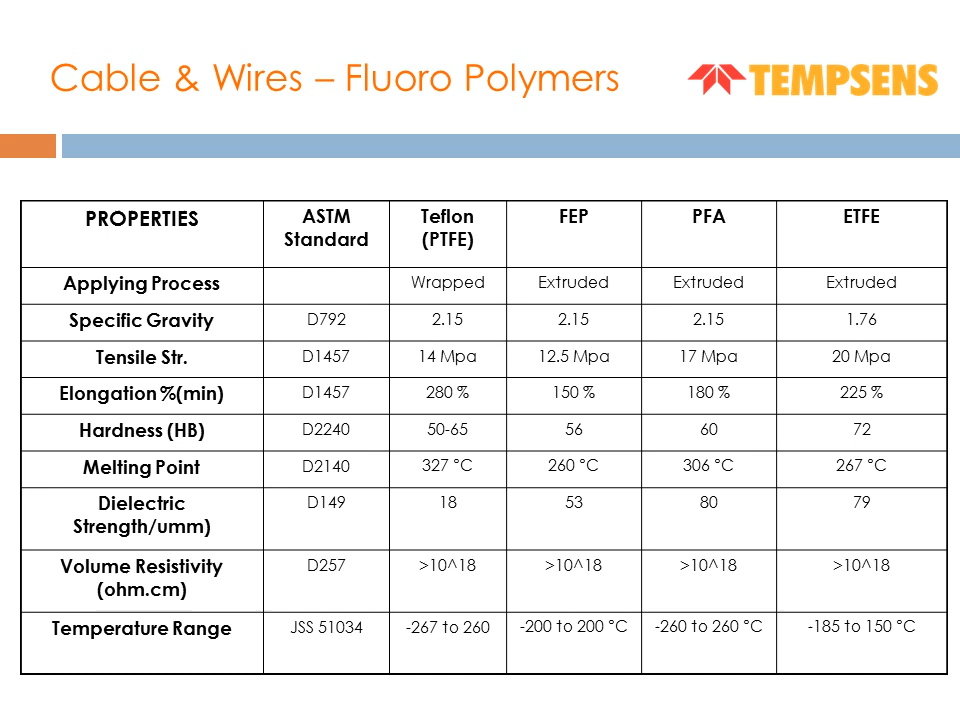 Cable & Wires – Fluoro Polymers
TEMPSENS
PROPERTIES ASTM Standard Teflon (PTFE) FEP PFA ETFE
Applying Process Wrapped Extruded Extruded Extruded
Specific Gravity D792 2.15 2.15 2.15 1.76
Tensile Str. D1457 14 Mpa 12.5 Mpa 17 Mpa 20 Mpa
Elongation %(min) D1457 280 % 150 % 180 % 225 %
Hardness (HB) D2240 50-65 56 60 72
Melting Point D2140 327 °C 260 °C 306 °C 267 °C
Dielectric Strength/umm) D149 18 53 80 79
Volume Resistivity (ohm.cm) D257 >10^18 >10^18 >10^18 >10^18
Temperature Range JSS 51034 -267 to 260 -200 to 200 °C -260 to 260 °C -185 to 150 °C